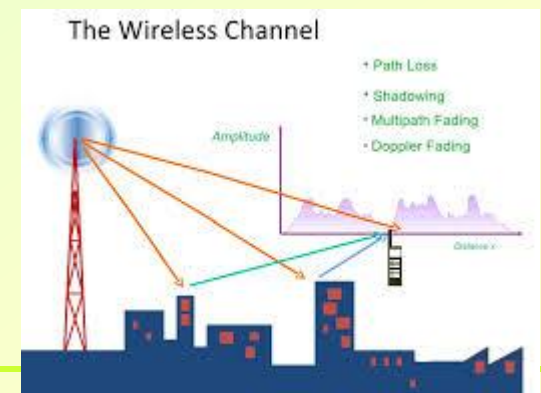 The Wireless Channel
• Path Loss
• Shadowing
• Multipath Fading
• Doppler Fading
Amplitude
Distance x